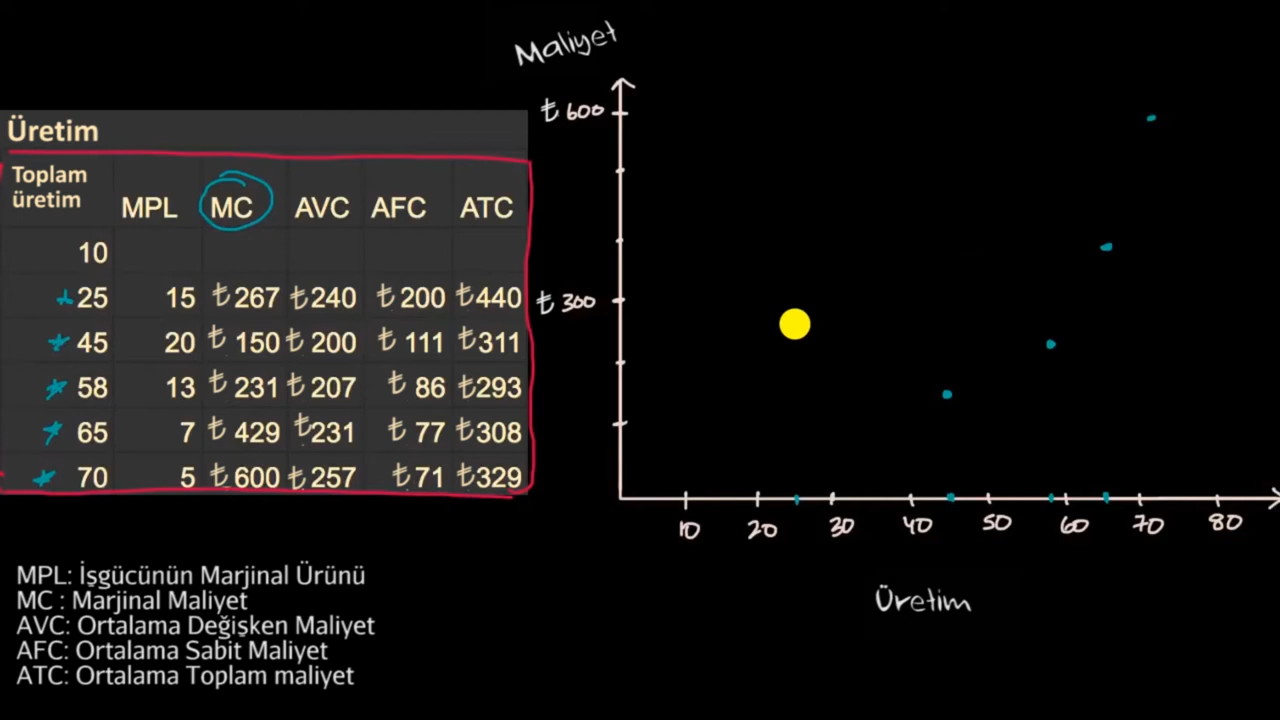 Maliyet
₺ 600
Üretim
Toplam üretim MPL MC AVC AFC ATC
10
25 15 ₺267 ₺240 ₺200 ₺440
₺ 300
45 20 ₺ 150 ₺200 ₺ 111 ₺311
58 13 ₺ 231 ₺207 ₺ 86 ₺293
65 7 ₺ 429 ₺231 ₺ 77 ₺308
70 5 ₺600 ₺257 ₺71 ₺329
10 20 30 40 50 60 70 80
Üretim
MPL: İşgücünün Marjinal Ürünü
MC : Marjinal Maliyet
AVC: Ortalama Değişken Maliyet
AFC: Ortalama Sabit Maliyet
ATC: Ortalama Toplam maliyet